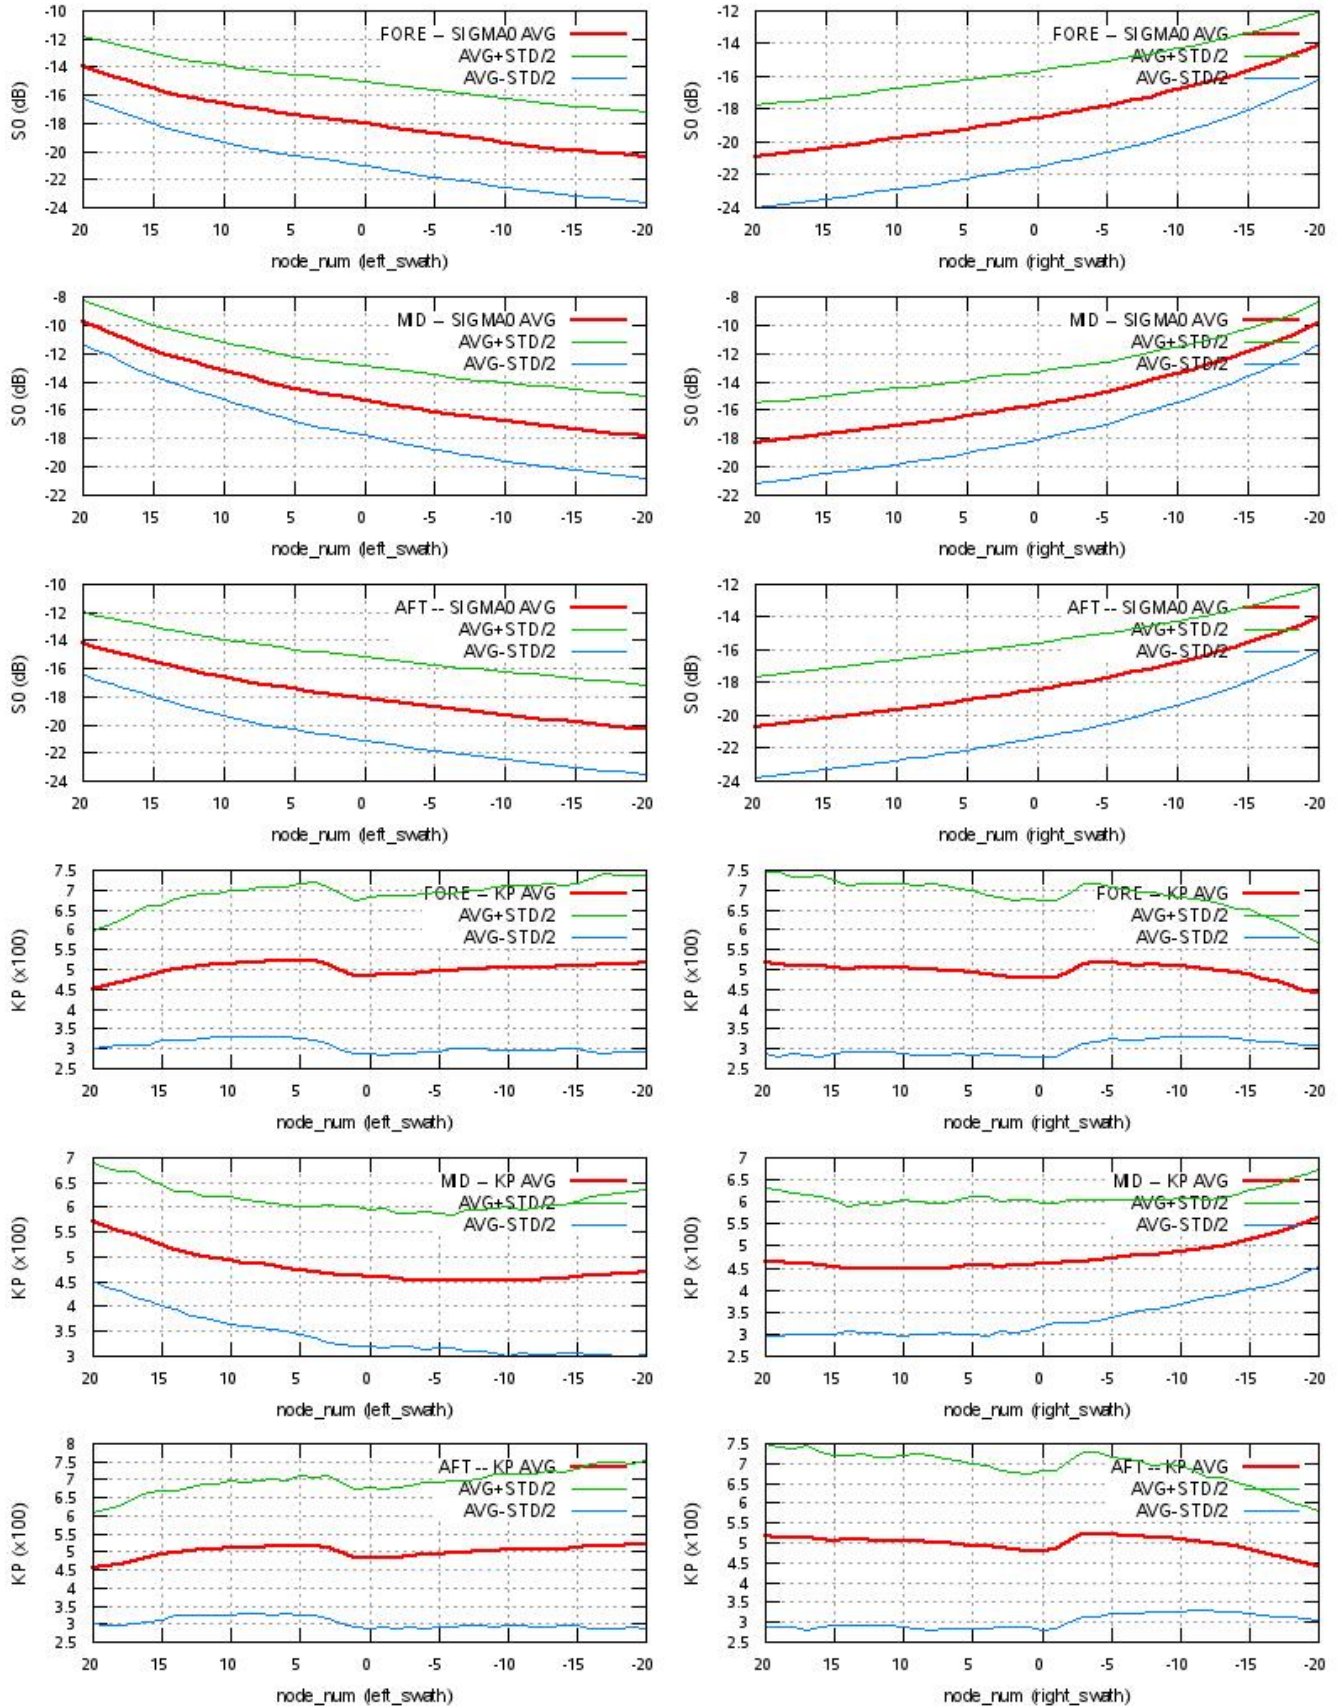 -10
-12
-14
-16
-18
-20
-22
-24
S0 (dB)
FORE -- SIGMA0 AVG
AVG+STD/2
AVG-STD/2
20 15 10 5 0 -5 -10 -15 -20
node_num (left_swath)
-12
-14
-16
-18
-20
-22
-24
S0 (dB)
FORE -- SIGMA0 AVG
AVG+STD/2
AVG-STD/2
20 15 10 5 0 -5 -10 -15 -20
node_num (right_swath)
-8
-10
-12
-14
-16
-18
-20
-22
S0 (dB)
MID -- SIGMA0 AVG
AVG+STD/2
AVG-STD/2
20 15 10 5 0 -5 -10 -15 -20
node_num (left_swath)
-8
-10
-12
-14
-16
-18
-20
-22
S0 (dB)
MID -- SIGMA0 AVG
AVG+STD/2
AVG-STD/2
20 15 10 5 0 -5 -10 -15 -20
node_num (right_swath)
-10
-12
-14
-16
-18
-20
-22
-24
S0 (dB)
AFT -- SIGMA0 AVG
AVG+STD/2
AVG-STD/2
20 15 10 5 0 -5 -10 -15 -20
node_num (left_swath)
-12
-14
-16
-18
-20
-22
-24
S0 (dB)
AFT -- SIGMA0 AVG
AVG+STD/2
AVG-STD/2
20 15 10 5 0 -5 -10 -15 -20
node_num (right_swath)
7.5
7
6.5
6
5.5
5
4.5
4
3.5
3
2.5
KP (x100)
FORE -- KP AVG
AVG+STD/2
AVG-STD/2
20 15 10 5 0 -5 -10 -15 -20
node_num (left_swath)
7.5
7
6.5
6
5.5
5
4.5
4
3.5
3
2.5
KP (x100)
FORE -- KP AVG
AVG+STD/2
AVG-STD/2
20 15 10 5 0 -5 -10 -15 -20
node_num (right_swath)
7
6.5
6
5.5
5
4.5
4
3.5
3
KP (x100)
MID -- KP AVG
AVG+STD/2
AVG-STD/2
20 15 10 5 0 -5 -10 -15 -20
node_num (left_swath)
7
6.5
6
5.5
5
4.5
4
3.5
3
2.5
KP (x100)
MID -- KP AVG
AVG+STD/2
AVG-STD/2
20 15 10 5 0 -5 -10 -15 -20
node_num (right_swath)
8
7.5
7
6.5
6
5.5
5
4.5
4
3.5
3
2.5
KP (x100)
AFT -- KP AVG
AVG+STD/2
AVG-STD/2
20 15 10 5 0 -5 -10 -15 -20
node_num (left_swath)
7.5
7
6.5
6
5.5
5
4.5
4
3.5
3
2.5
KP (x100)
AFT -- KP AVG
AVG+STD/2
AVG-STD/2
20 15 10 5 0 -5 -10 -15 -20
node_num (right_swath)